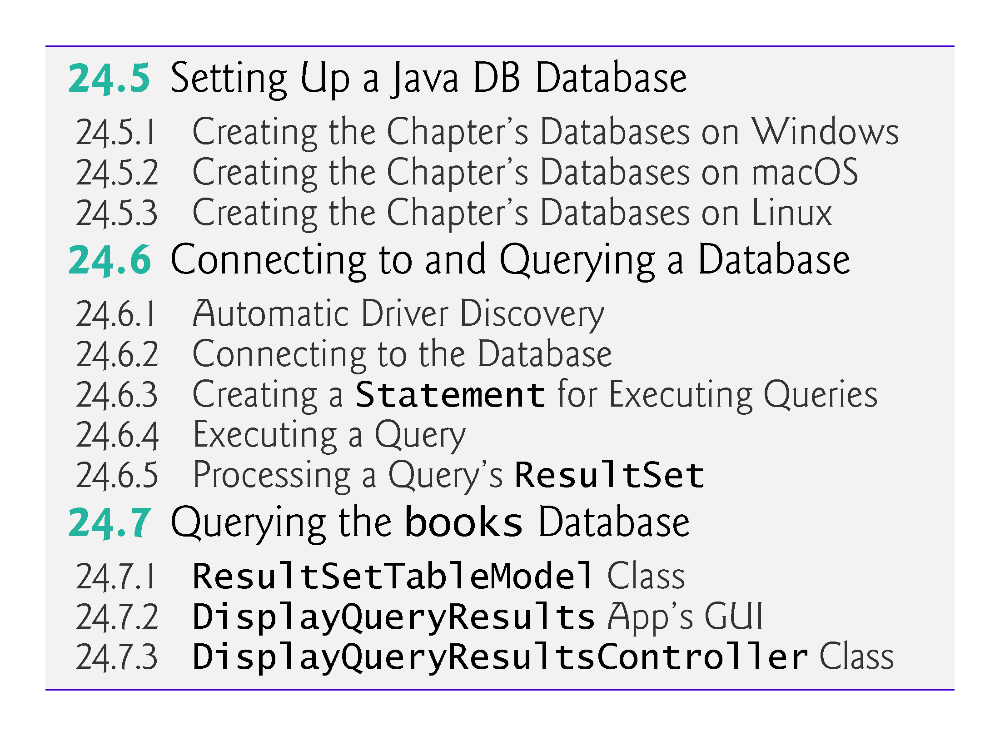 24.5 Setting Up a Java DB Database
24.5.1 Creating the Chapter’s Databases on Windows
24.5.2 Creating the Chapter’s Databases on macOS
24.5.3 Creating the Chapter’s Databases on Linux
24.6 Connecting to and Querying a Database
24.6.1 Automatic Driver Discovery
24.6.2 Connecting to the Database
24.6.3 Creating a Statement for Executing Queries
24.6.4 Executing a Query
24.6.5 Processing a Query’s ResultSet
24.7 Querying the books Database
24.7.1 ResultSetTableModel Class
24.7.2 DisplayQueryResults App’s GUI
24.7.3 DisplayQueryResultsController Class